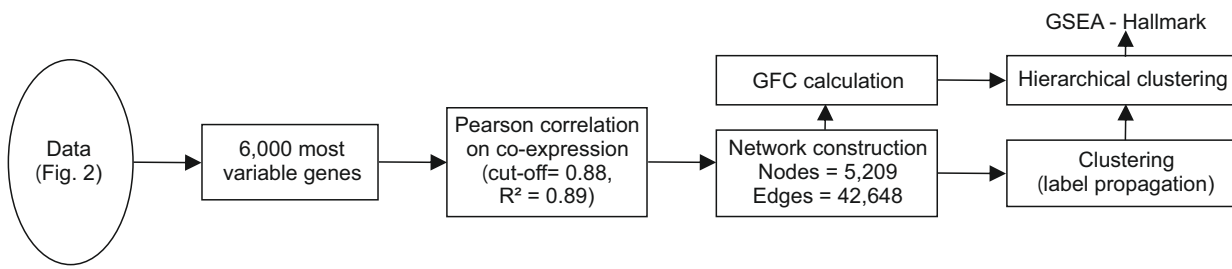 Data
(Fig. 2)
6,000 most
variable genes
Pearson correlation
on co-expression
(cut-off= 0.88,
R² = 0.89)
Network construction
Nodes = 5,209
Edges = 42,648
GFC calculation
Clustering
(label propagation)
Hierarchical clustering
GSEA - Hallmark